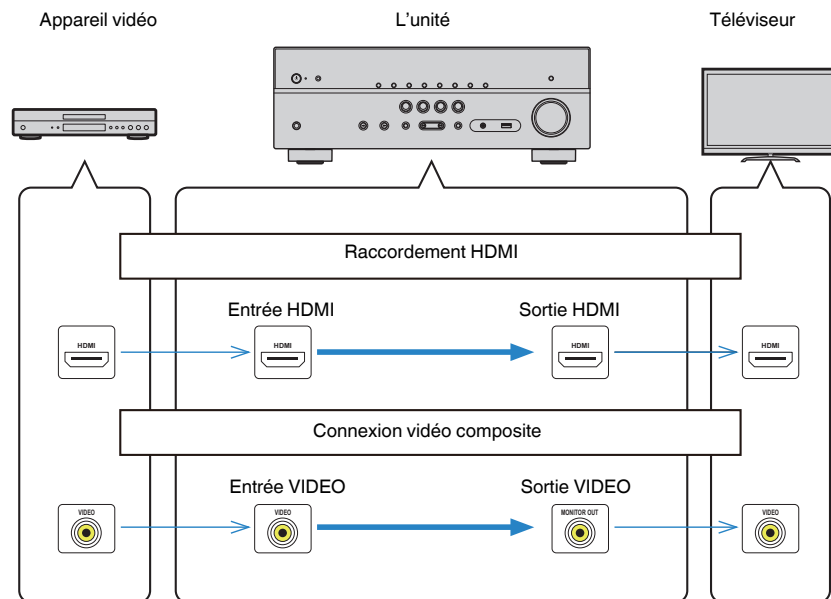 Appareil vidéo
L'unité
Téléviseur
Raccordement HDMI
Entrée HDMI
Sortie HDMI
HDMI
HDMI
HDMI
HDMI
Connexion vidéo composite
Entrée VIDEO
Sortie VIDEO
VIDEO
VIDEO
MONITOR OUT
VIDEO